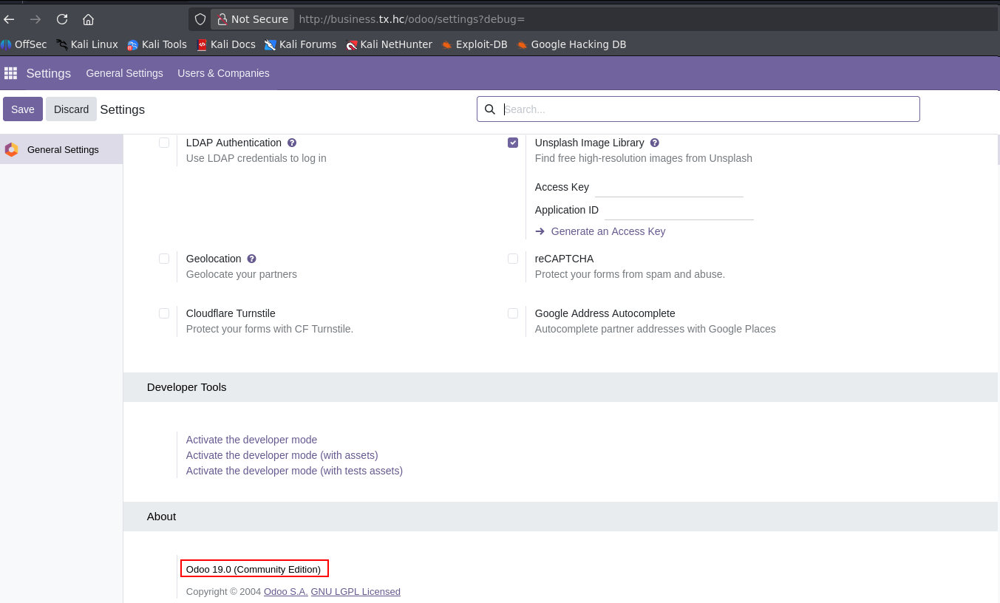 Not Secure http://business.tx.hc/odoo/settings?debug=
OffSec Kali Linux Kali Tools Kali Docs Kali Forums Kali NetHunter Exploit-DB Google Hacking DB
Settings General Settings Users & Companies
Save Discard Settings Search...
General Settings
LDAP Authentication ?
Use LDAP credentials to log in
Unsplash Image Library ?
Find free high-resolution images from Unsplash
Access Key
Application ID
Generate an Access Key
Geolocation ?
Geolocate your partners
reCAPTCHA
Protect your forms from spam and abuse.
Cloudflare Turnstile
Protect your forms with CF Turnstile.
Google Address Autocomplete
Autocomplete partner addresses with Google Places
Developer Tools
Activate the developer mode
Activate the developer mode (with assets)
Activate the developer mode (with tests assets)
About
Odoo 19.0 (Community Edition)
Copyright © 2004 Odoo S.A. GNU LGPL Licensed